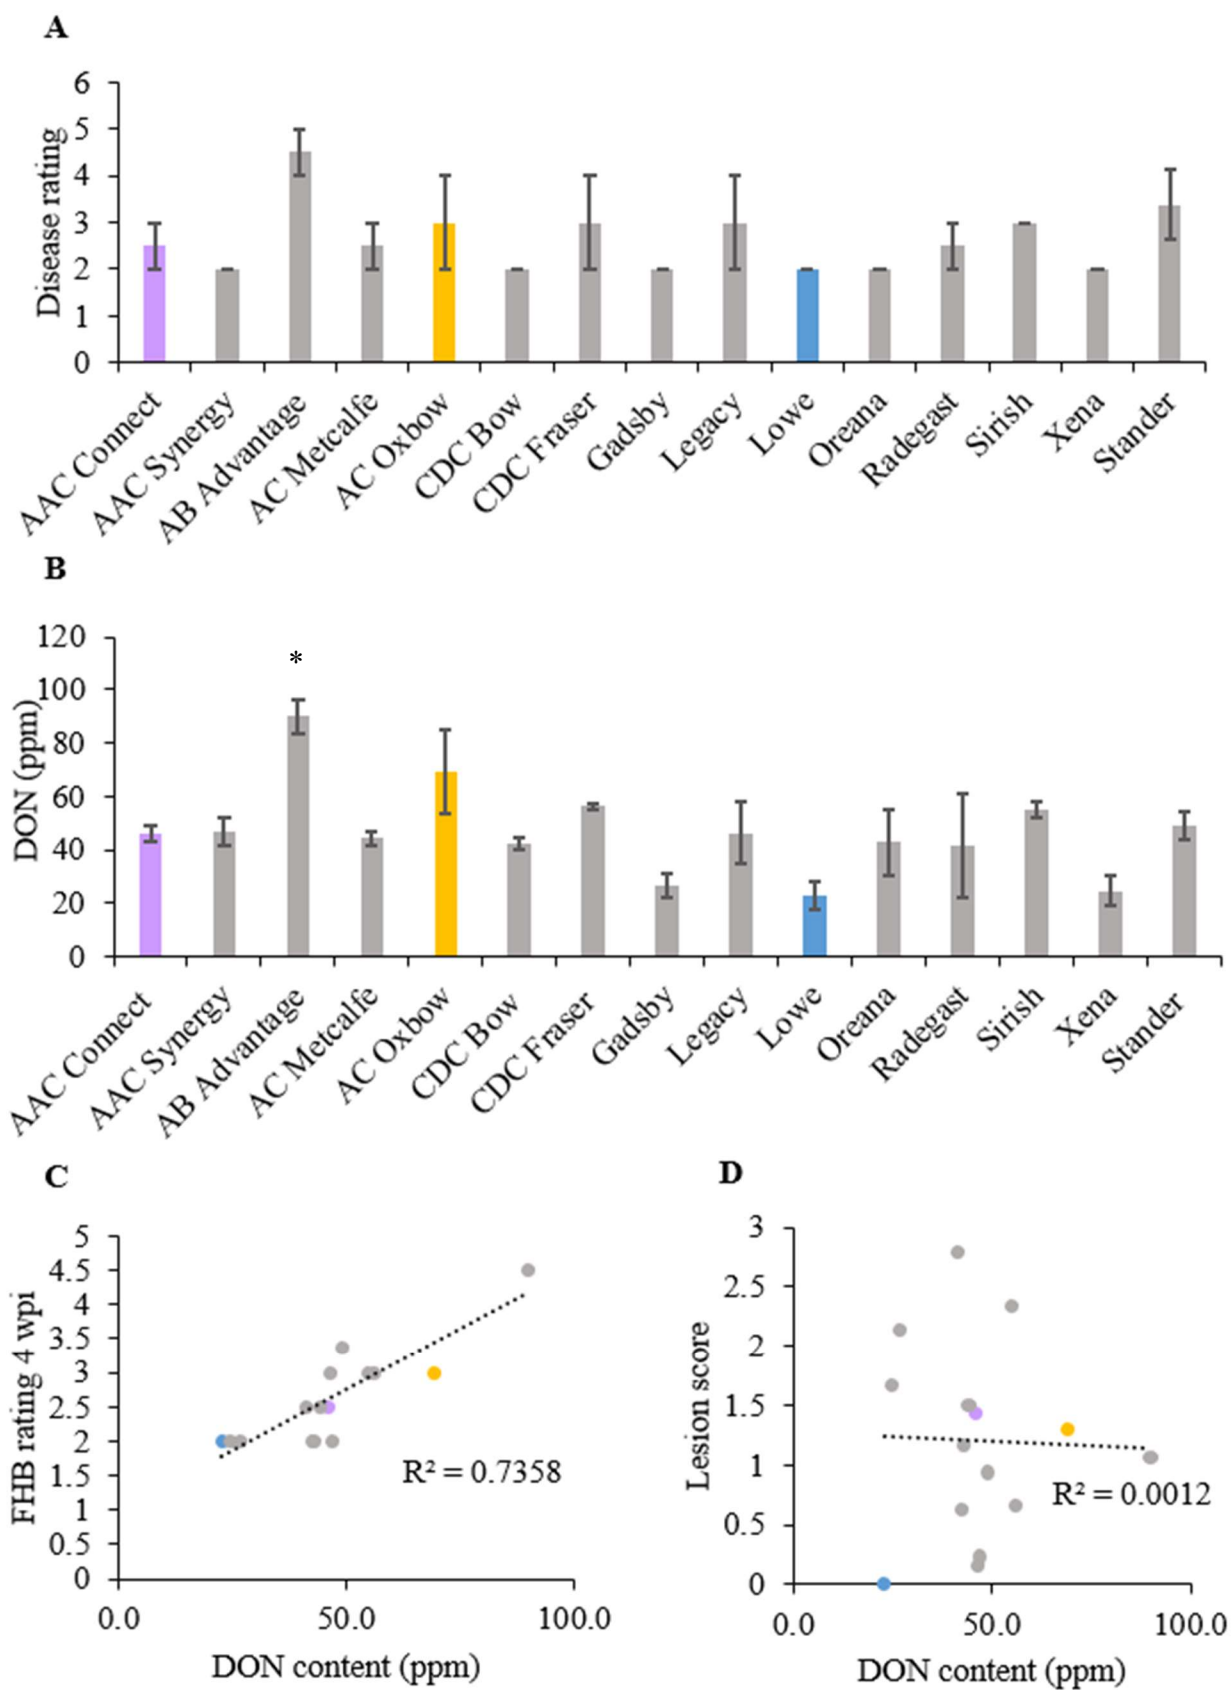 A
6
5
4
3
2
1
0
Disease rating
AAC Connect
AAC Synergy
AB Advantage
AC Metcalfe
AC Oxbow
CDC Bow
CDC Fraser
Gadsby
Legacy
Lowe
Oreana
Radegast
Sirish
Xena
Stander
B
120
100
80
60
40
20
0
DON (ppm)
*
AAC Connect
AAC Synergy
AB Advantage
AC Metcalfe
AC Oxbow
CDC Bow
CDC Fraser
Gadsby
Legacy
Lowe
Oreana
Radegast
Sirish
Xena
Stander
C
5
4.5
4
3.5
3
2.5
2
1.5
1
0.5
0
FHB rating 4 wpi
R² = 0.7358
0.0
50.0
100.0
DON content (ppm)
D
3
2.5
2
1.5
1
0.5
0
Lesion score
R² = 0.0012
0.0
50.0
100.0
DON content (ppm)